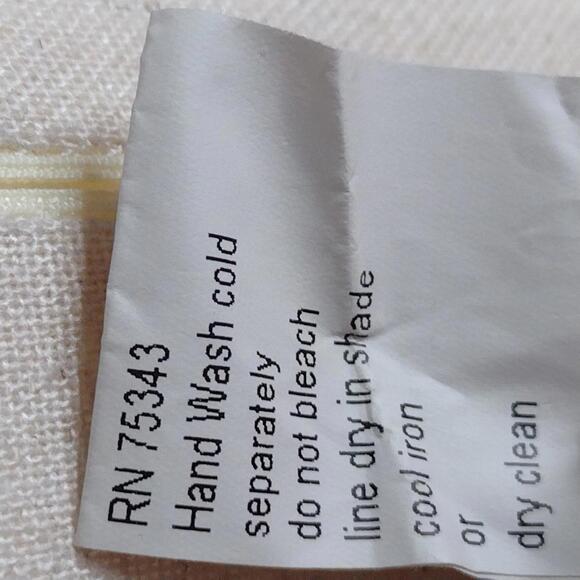 RN 75343
Hand Wash cold
separately
do not bleach
line dry in shade
cool iron
or
dry clean